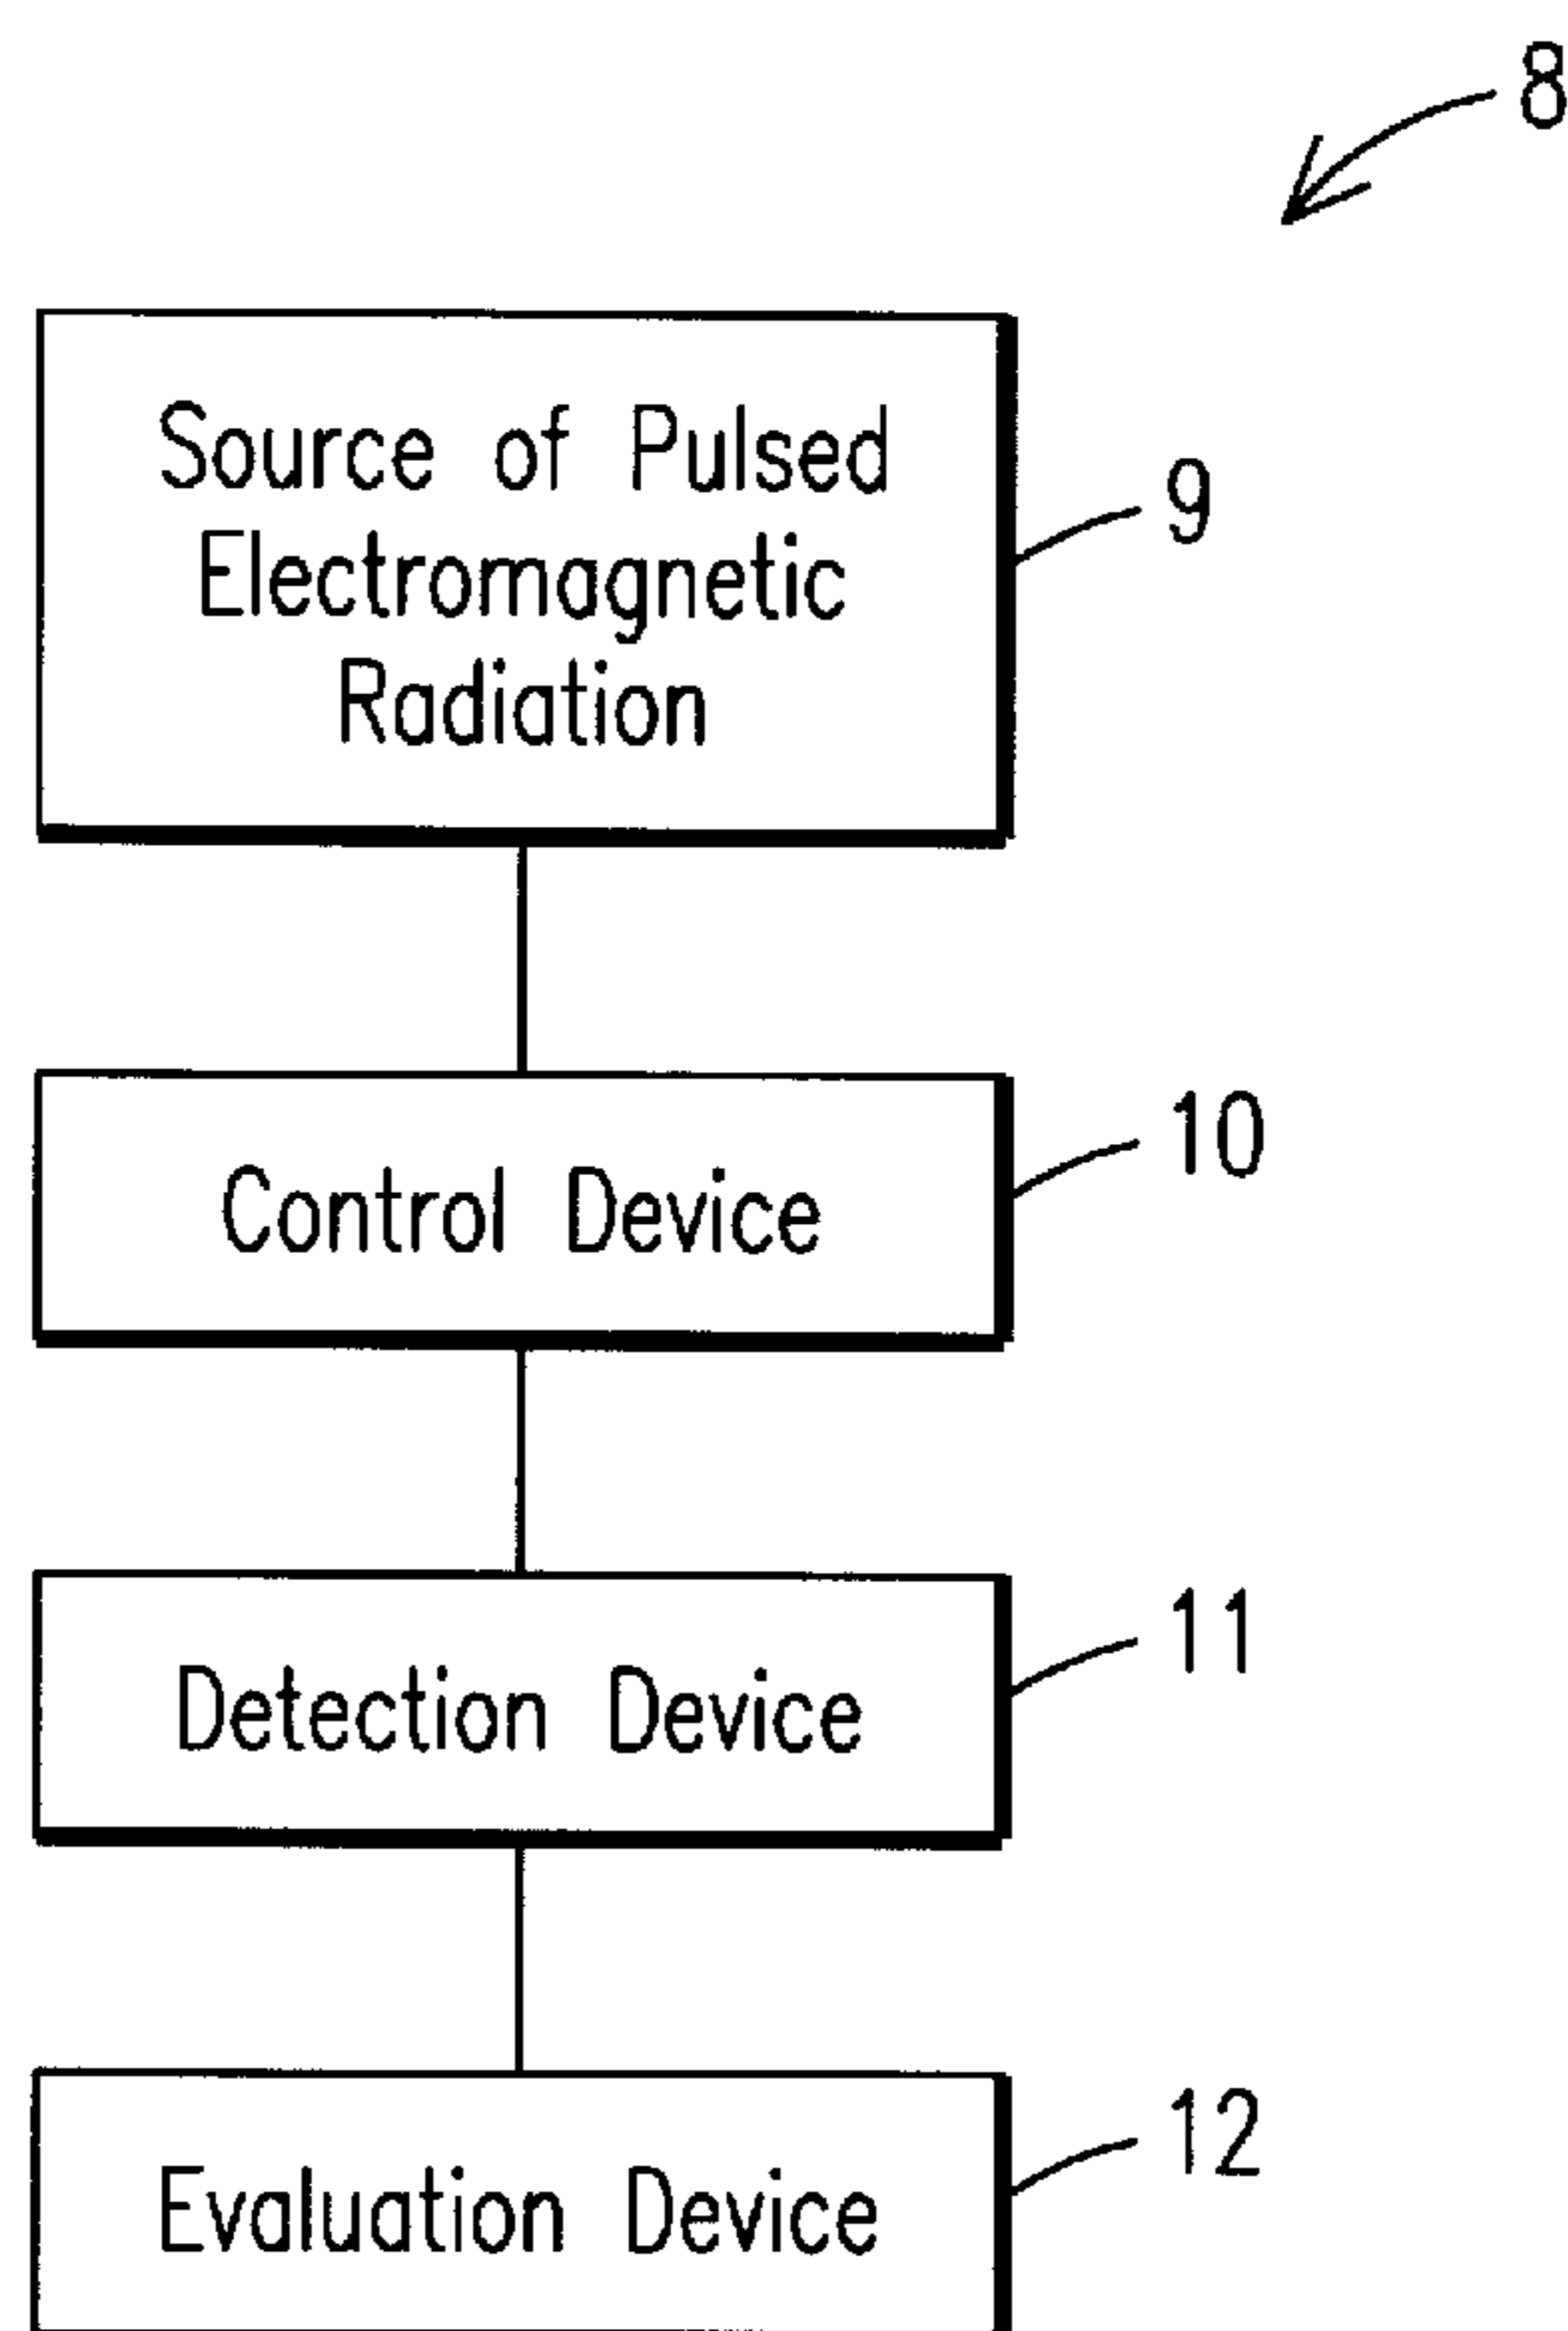 8
Source of Pulsed
Electromagnetic
Radiation
9
Control Device
10
Detection Device
11
Evaluation Device
12